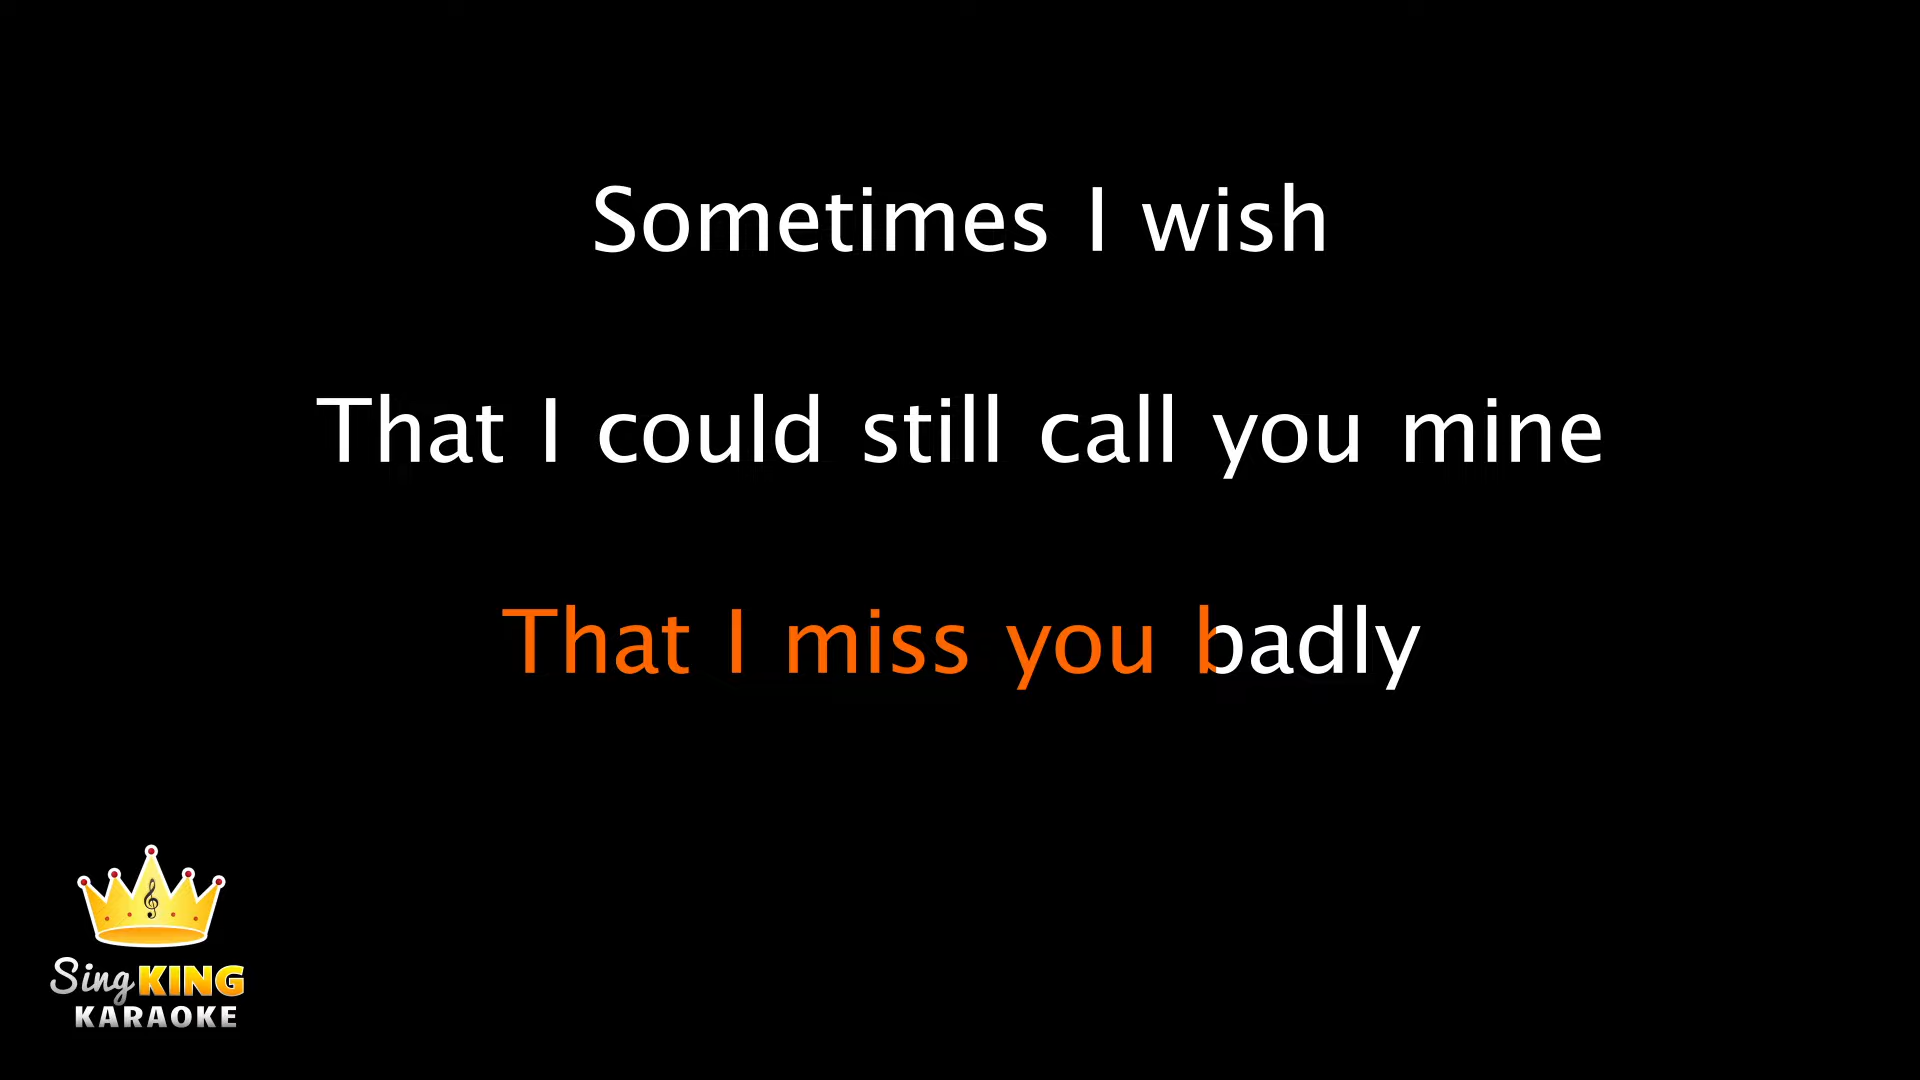 Sometimes I wish
That I could still call you mine
That I miss you badly
Sing KING
KARAOKE